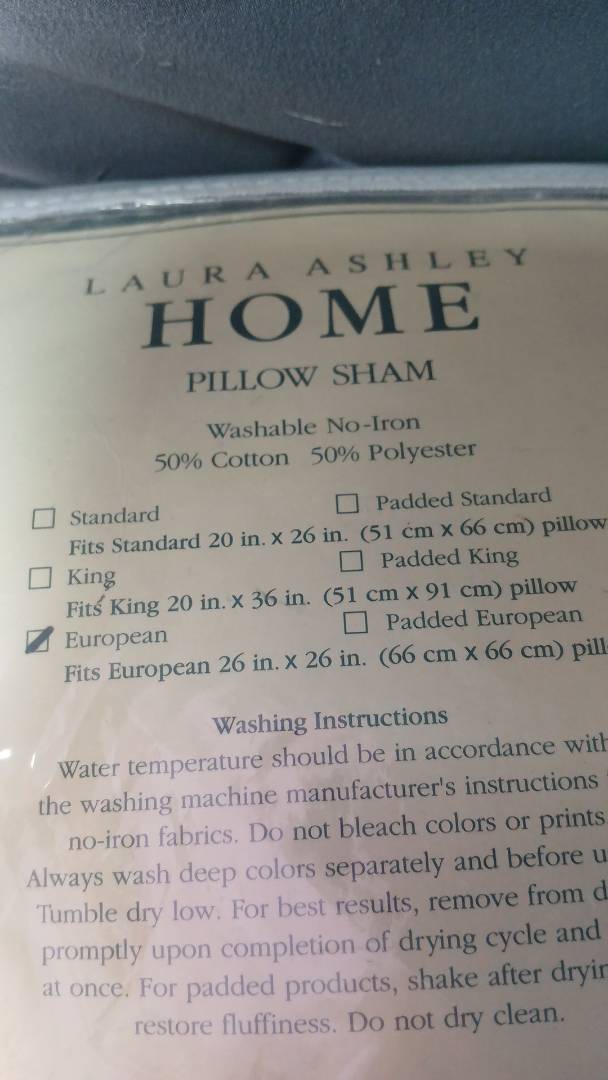 LAURA ASHLEY
HOME
PILLOW SHAM
Washable No-Iron
50% Cotton 50% Polyester
Standard
Padded Standard
Fits Standard 20 in. X 26 in. (51 cm X 66 cm) pillow
King
Padded King
Fits King 20 in. X 36 in. (51 cm X 91 cm) pillow
European
Padded European
Fits European 26 in. X 26 in. (66 cm X 66 cm) pill
Washing Instructions
Water temperature should be in accordance with
the washing machine manufacturer's instructions
no-iron fabrics. Do not bleach colors or prints
Always wash deep colors separately and before u
Tumble dry low. For best results, remove from d
promptly upon completion of drying cycle and
at once. For padded products, shake after dryin
restore fluffiness. Do not dry clean.